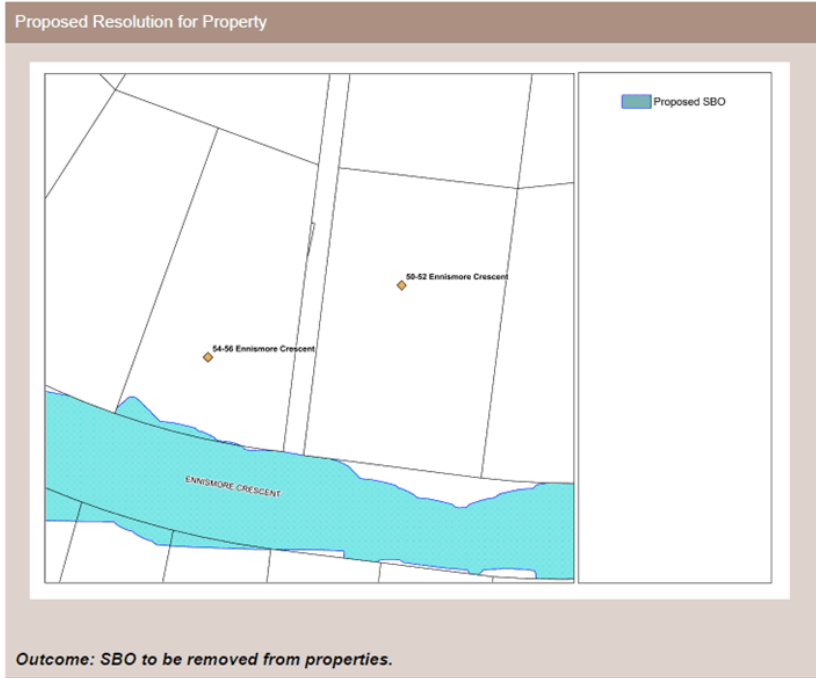 Proposed Resolution for Property
Proposed SBO
50-52 Ennismore Crescent
54-56 Ennismore Crescent
ENNISMORE CRESCENT
Outcome: SBO to be removed from properties.